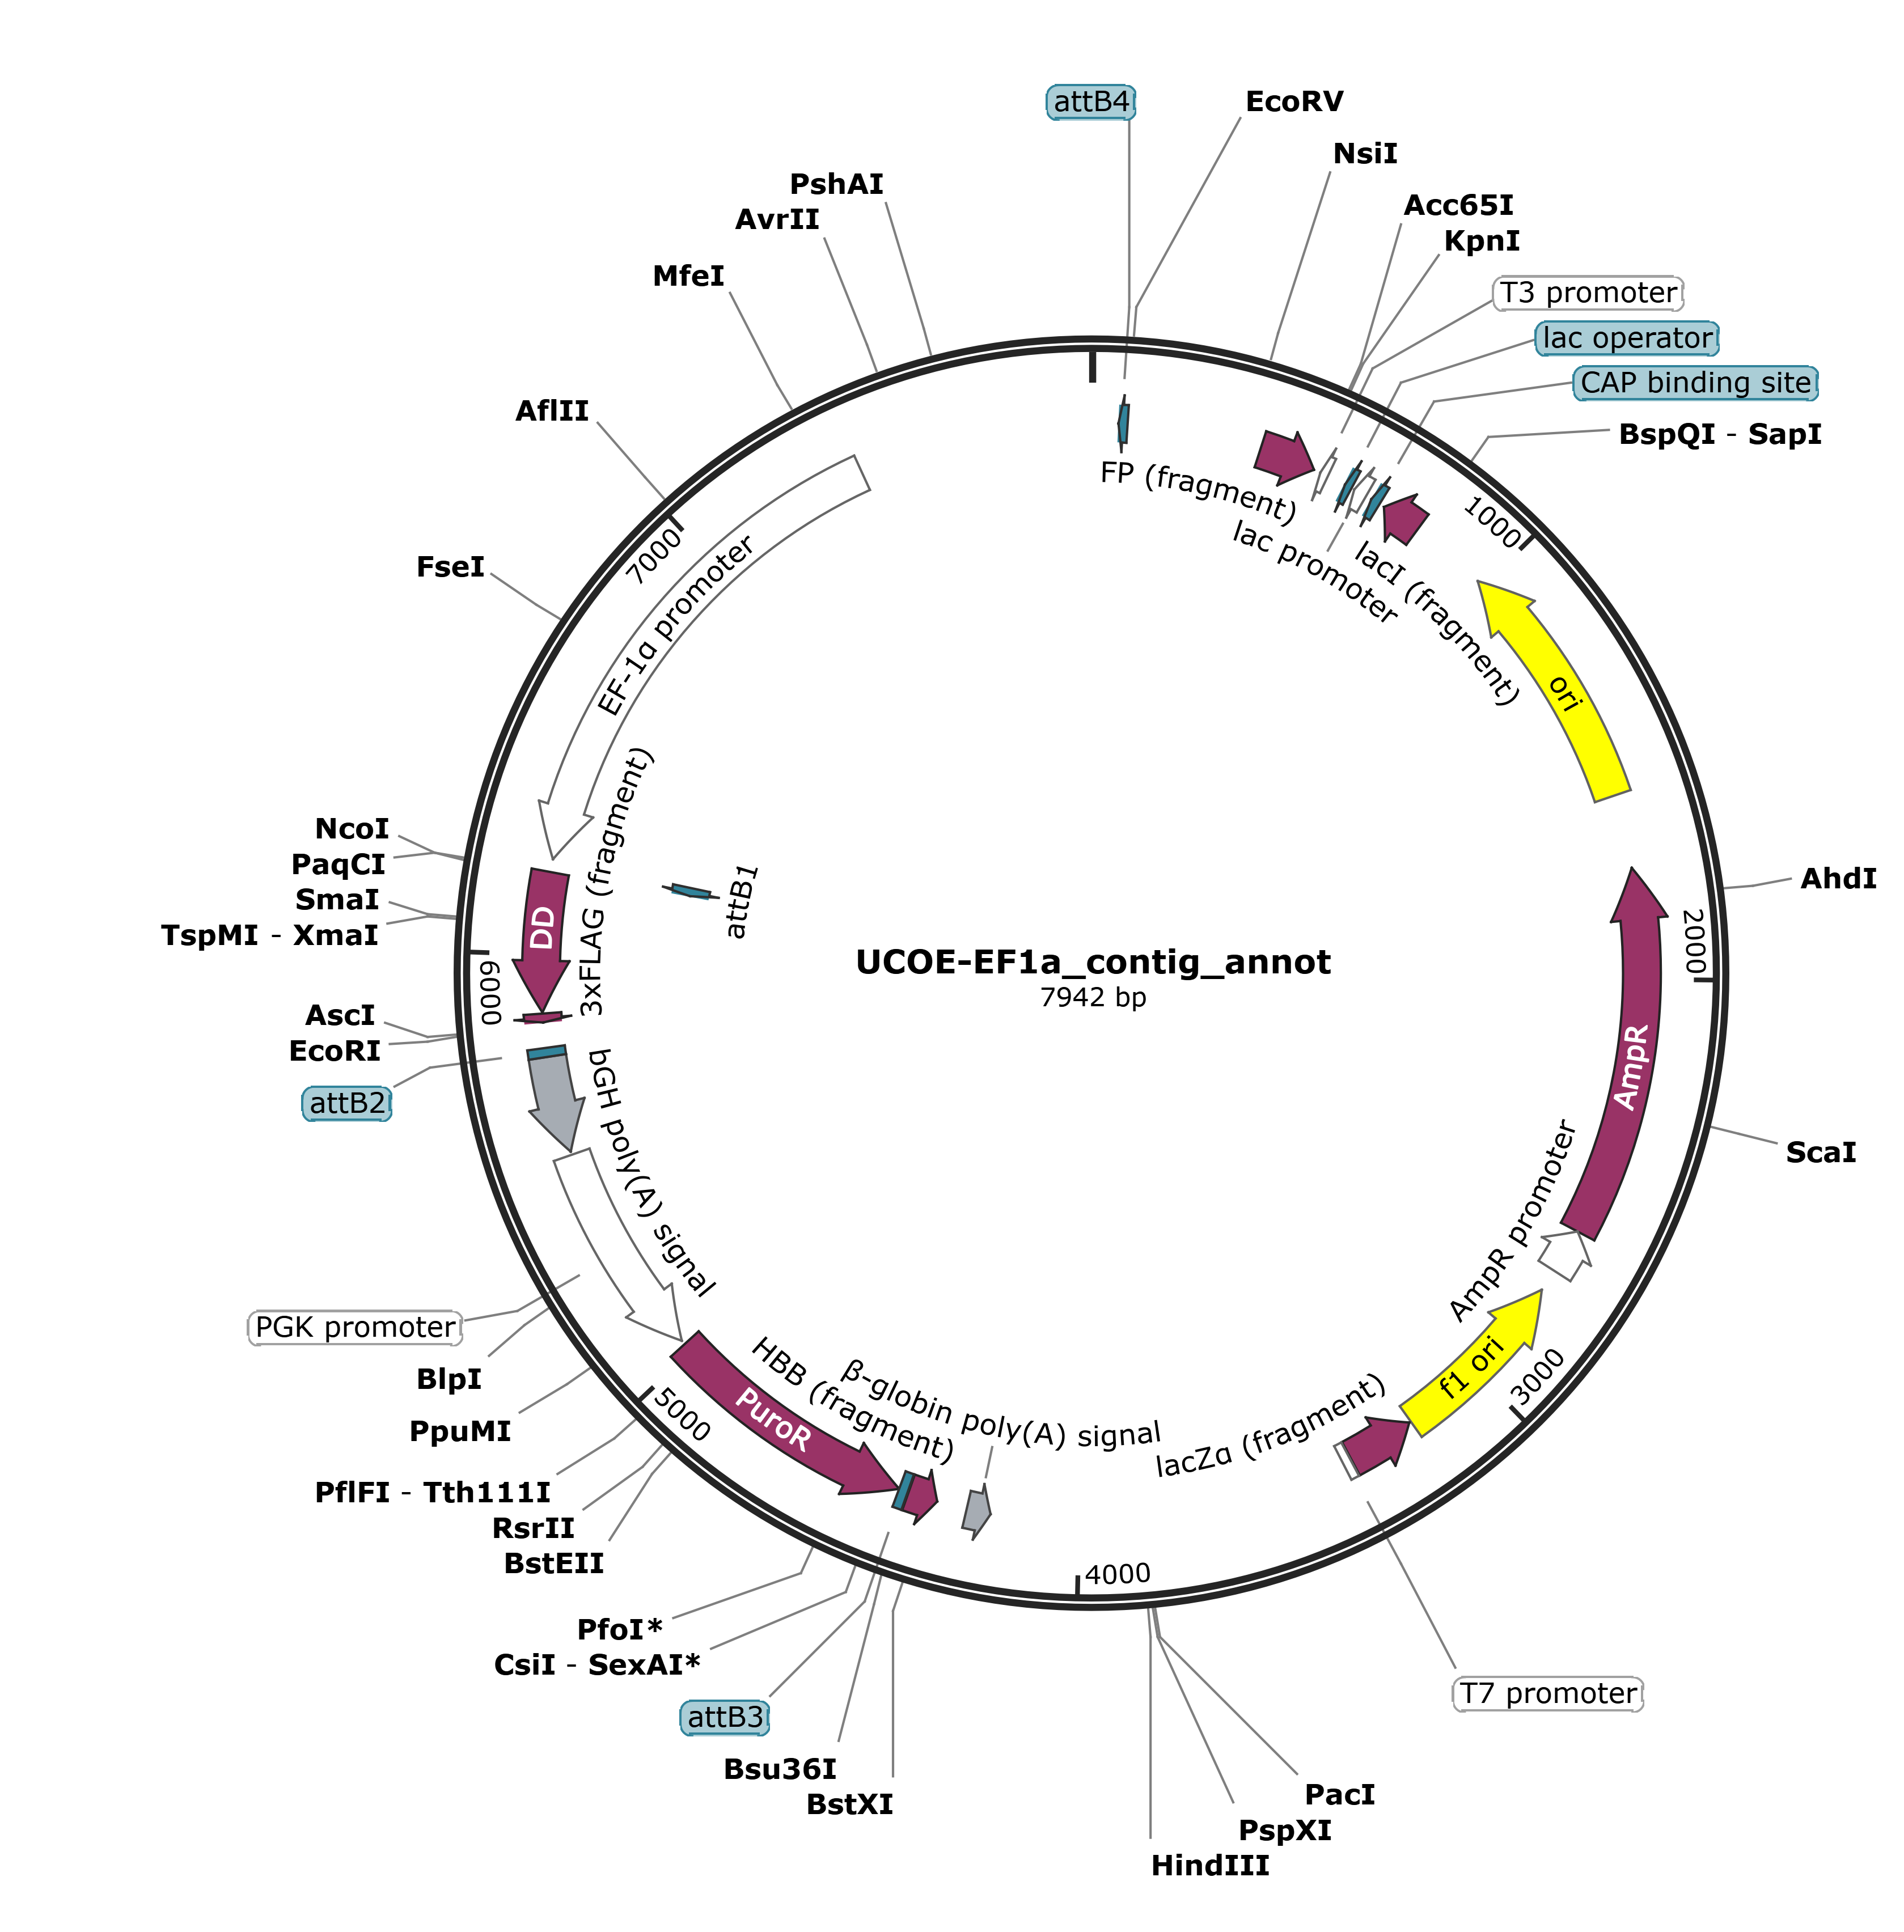 attB4
EcoRV
NsiI
PshAI
AvrII
Acc65I
KpnI
MfeI
T3 promoter
lac operator
CAP binding site
AflII
BspQI - SapI
FP (fragment)
1000
lac promoter
7000
FseI
lacI (fragment)
EF-1α promoter
ori
NcoI
PaqCI
SmaI
TspMI - XmaI
AhdI
DD
3xFLAG (fragment)
attB1
2000
UCOE-EF1a_contig_annot
7942 bp
6000
AscI
EcoRI
attB2
AmpR
bGH poly(A) signal
ScaI
AmpR promoter
PGK promoter
BlpI
PpuMI
5000
PuroR
HBB (fragment)
β-globin poly(A) signal
lacZα (fragment)
f1 ori
3000
PflFI - Tth111I
RsrII
BstEII
4000
PfoI*
CsiI - SexAI*
attB3
T7 promoter
Bsu36I
BstXI
PacI
PspXI
HindIII